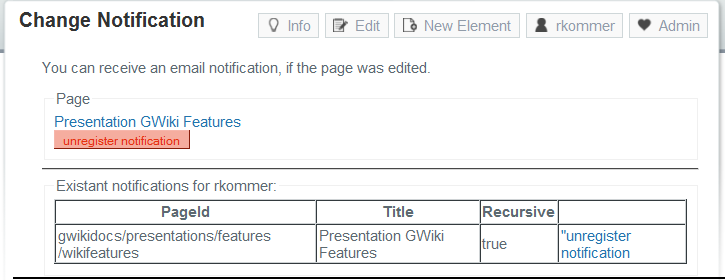 Change Notification
Info
Edit
New Element
rkommer
Admin
You can receive an email notification, if the page was edited.
Page
Presentation GWiki Features
unregister notification
Existant notifications for rkommer:
PageId Title Recursive
gwikidocs/presentations/features
/wikifeatures
Presentation GWiki
Features
true
"unregister
notification